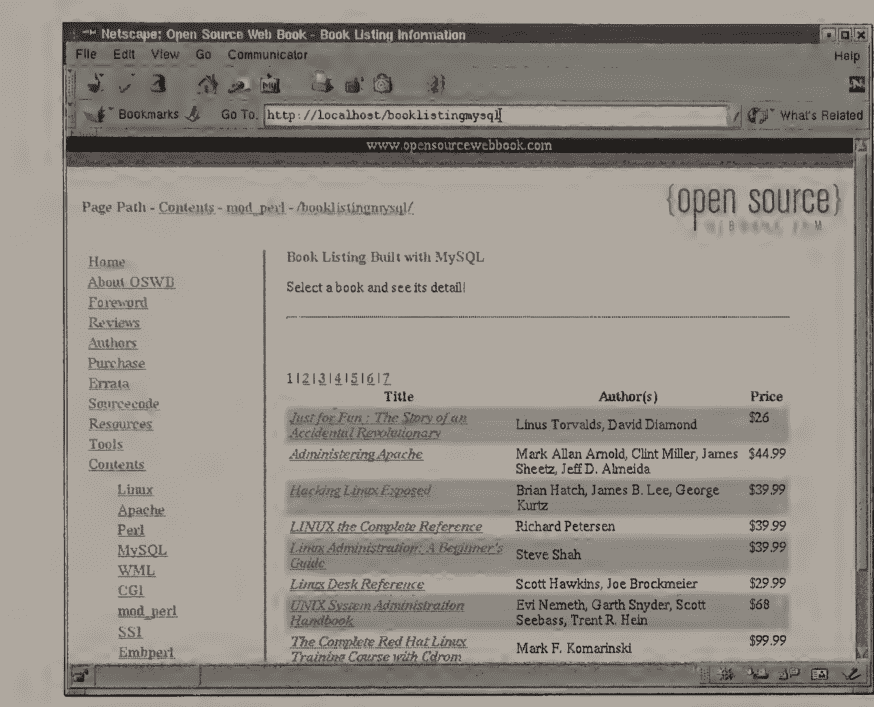 Netscape: Open Source Web Book - Book Listing Information
File Edit View Go Communicator Help
Bookmarks Go To: http://localhost/booklistingmysql What's Related
www.opensourcewebbook.com
{open source}
Page Path - Contents - mod_perl - /booklistingmysql/
Home
About OSWB
Foreword
Reviews
Authors
Purchase
Errata
Sourcecode
Resources
Tools
Contents
Linux
Apache
Perl
MySQL
WML
CGI
mod_perl
SSI
Embperl
Book Listing Built with MySQL
Select a book and see its detail!
1|2|3|4|5|6|7
Title Author(s) Price
Just for Fun : The Story of an
Accidental Revolutionary Linus Torvalds, David Diamond $26
Administering Apache Mark Allan Arnold, Clint Miller, James $44.99
Sheetz, Jeff D. Almeida
Hacking Linux Exposed Brian Hatch, James B. Lee, George $39.99
Kurtz
LINUX the Complete Reference Richard Petersen $39.99
Linux Administration: A Beginner's
Guide Steve Shah $39.99
Linux Desk Reference Scott Hawkins, Joe Brockmeier $29.99
UNIX System Administration Evi Nemeth, Garth Snyder, Scott $68
Handbook Seebass, Trent R. Hein
The Complete Red Hat Linux
Training Course with Cdrom Mark F. Komarinski $99.99